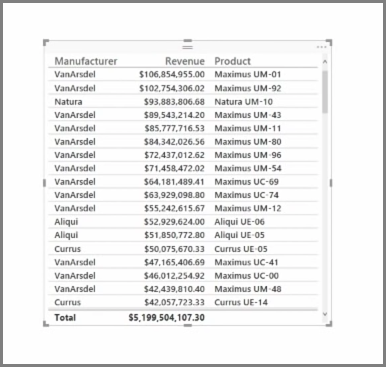 Manufacturer Revenue Product
VanArsdel $106,854,955.00 Maximus UM-01
VanArsdel $102,754,306.02 Maximus UM-92
Natura $93,883,806.68 Natura UM-10
VanArsdel $89,543,214.20 Maximus UM-43
VanArsdel $85,777,716.53 Maximus UM-11
VanArsdel $84,342,026.56 Maximus UM-80
VanArsdel $72,437,012.62 Maximus UM-96
VanArsdel $71,458,472.02 Maximus UM-54
VanArsdel $64,181,489.41 Maximus UC-69
VanArsdel $63,929,098.80 Maximus UC-74
VanArsdel $55,242,615.67 Maximus UM-12
Aliqui $52,929,624.00 Aliqui UE-06
Aliqui $51,850,772.80 Aliqui UE-05
Currus $50,075,670.33 Currus UE-05
VanArsdel $47,165,406.69 Maximus UC-41
VanArsdel $46,012,254.92 Maximus UC-00
VanArsdel $42,439,810.40 Maximus UM-48
Currus $42,057,723.33 Currus UE-14
Total $5,199,504,107.30